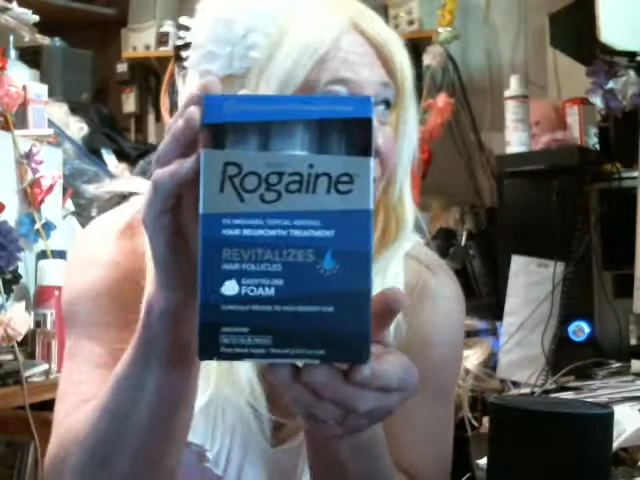 Rogaine
5% MINOXIDIL TOPICAL AEROSOL
HAIR REGROWTH TREATMENT
REVITALIZES
HAIR FOLLICLES
EASY-TO-USE
FOAM